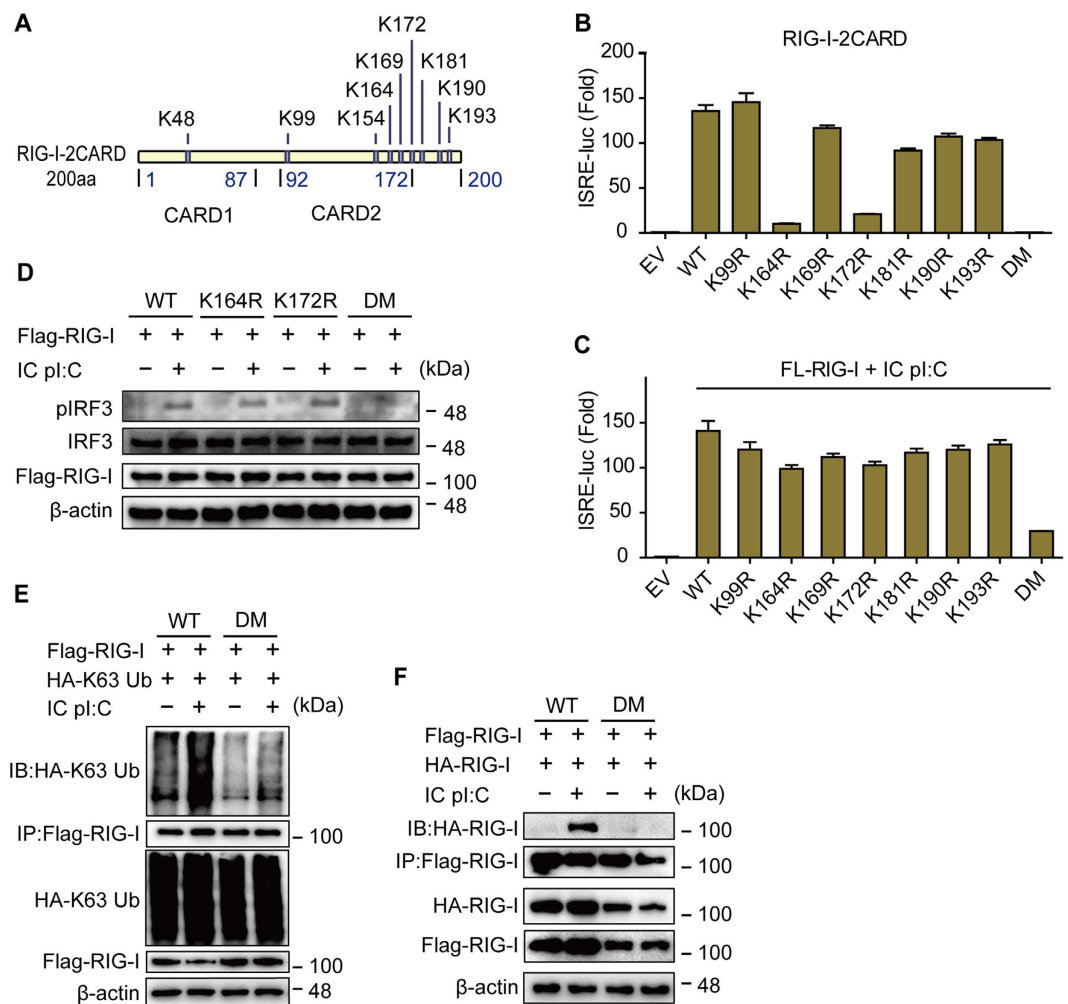 A
K172
K169
K181
K164
K190
K48
K99
K154
K193
RIG-I-2CARD
200aa
1
87
92
172
200
CARD1
CARD2
B
RIG-I-2CARD
ISRE-luc (Fold)
200
150
100
50
0
EV
WT
K99R
K164R
K169R
K172R
K181R
K190R
K193R
DM
C
FL-RIG-I + IC pI:C
ISRE-luc (Fold)
150
100
50
0
EV
WT
K99R
K164R
K169R
K172R
K181R
K190R
K193R
DM
D
WT K164R K172R DM
Flag-RIG-I + + + + + + + +
IC pI:C − + − + − + − + (kDa)
pIRF3 − 48
IRF3 − 48
Flag-RIG-I − 100
β-actin − 48
E
WT DM
Flag-RIG-I + + + +
HA-K63 Ub + + + +
IC pI:C − + − + (kDa)
IB:HA-K63 Ub
IP:Flag-RIG-I − 100
HA-K63 Ub
Flag-RIG-I − 100
β-actin − 48
F
WT DM
Flag-RIG-I + + + +
HA-RIG-I + + + +
IC pI:C − + − + (kDa)
IB:HA-RIG-I − 100
IP:Flag-RIG-I − 100
HA-RIG-I − 100
Flag-RIG-I − 100
β-actin − 48